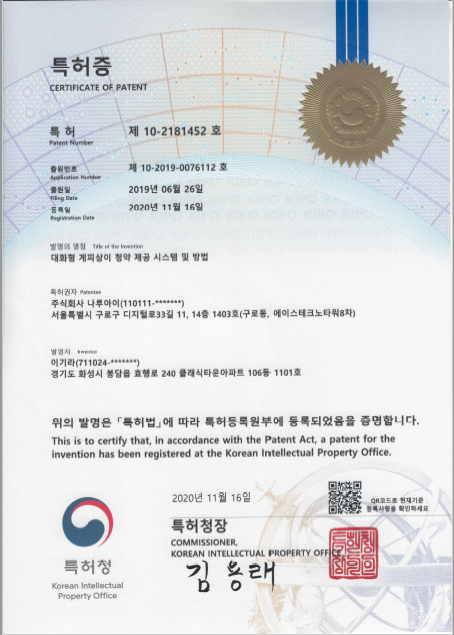 특허증
CERTIFICATE OF PATENT
특 허 제 10-2181452 호
Patent Number
출원번호 제 10-2019-0076112 호
Application Number
출원일 2019년 06월 26일
Filing Date
등록일 2020년 11월 16일
Registration Date
발명의 명칭 Title of the Invention
대화형 계피상이 청약 제공 시스템 및 방법
특허권자 Patentee
주식회사 나루아이(110111-*******)
서울특별시 구로구 디지털로33길 11, 14층 1403호(구로동, 에이스테크노타워8차)
발명자 Inventor
이기라(711024-*******)
경기도 화성시 봉담읍 효행로 240 클래식타운아파트 106동 1101호
위의 발명은 「특허법」에 따라 특허등록원부에 등록되었음을 증명합니다.
This is to certify that, in accordance with the Patent Act, a patent for the
invention has been registered at the Korean Intellectual Property Office.
2020년 11월 16일
QR코드로 현재기준
등록사항을 확인하세요
특허청장
COMMISSIONER,
KOREAN INTELLECTUAL PROPERTY OFFICE
김용래
특허청
Korean Intellectual
Property Office